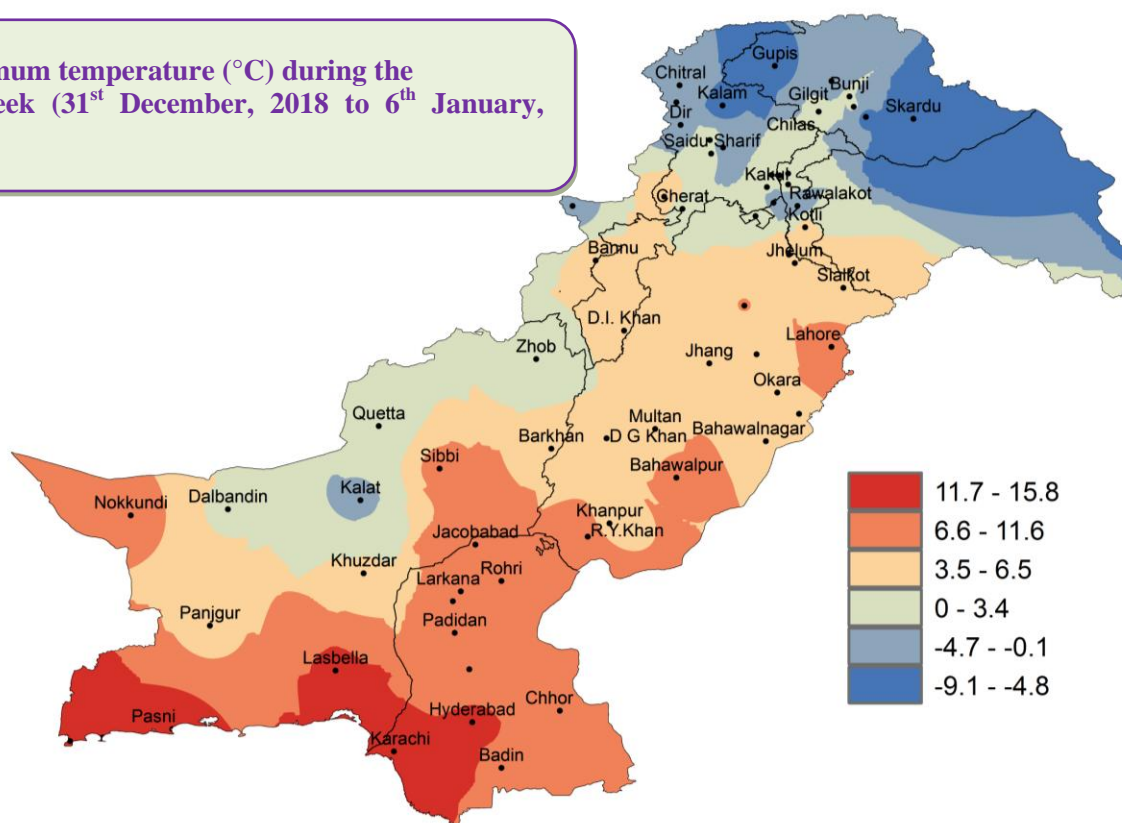 temperature (°C) during the
(31st December, 2018 to 6th January,
Gupis
Chitral
Bunji
Gilgit
Kalam
Skardu
Dir
Chilas
Saidu Sharif
Kakul
Rawalakot
Cherat
Kotli
Bannu
Jhelum
Sialkot
D.I. Khan
Lahore
Zhob
Jhang
Okara
Quetta
Multan
Bahawalnagar
Barkhan
D G Khan
Sibbi
Bahawalpur
Kalat
Dalbandin
Nokkundi
Khanpur
R.Y.Khan
Jacobabad
Khuzdar
Rohri
Larkana
Panjgur
Padidan
Lasbella
Chhor
Pasni
Hyderabad
Karachi
Badin
11.7 - 15.8
6.6 - 11.6
3.5 - 6.5
0 - 3.4
-4.7 - -0.1
-9.1 - -4.8